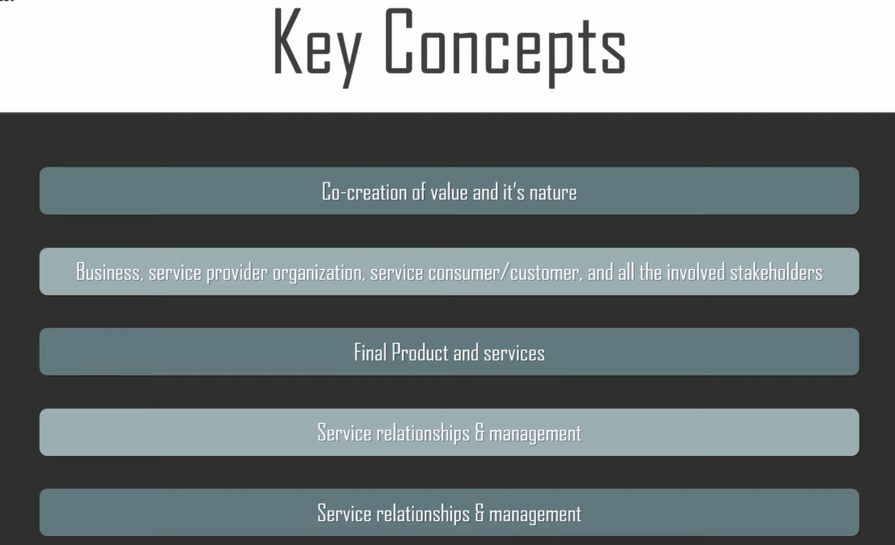 Key Concepts
Co-creation of value and it's nature
Business, service provider organization, service consumer/customer, and all the involved stakeholders
Final Product and services
Service relationships & management
Service relationships & management